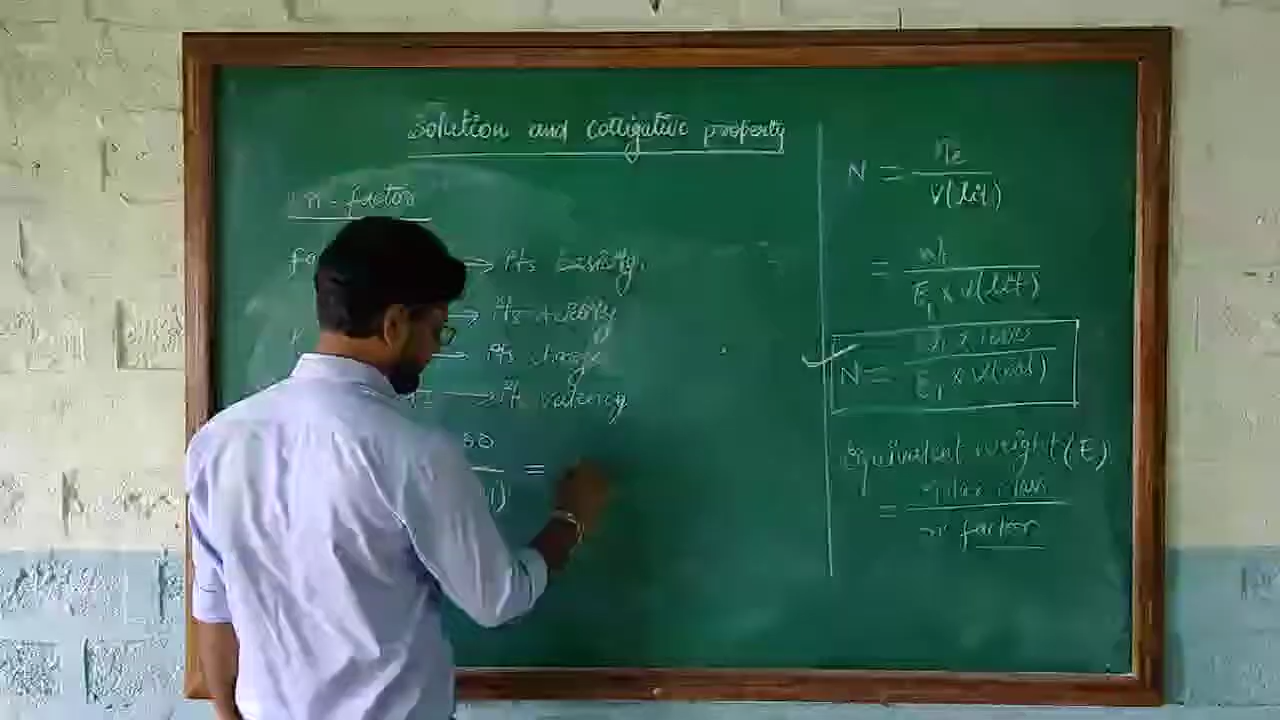 Solution and Colligative property
n-factor
→ Its basicity.
→ Its acidity
→ Its charge
→ Its valency
=
N = ne / V(lit)
= wt / E₁ x V(lit)
N = x 1000 / E₁ x V(ml)
Equivalent weight (E)
= Molar mass / n factor